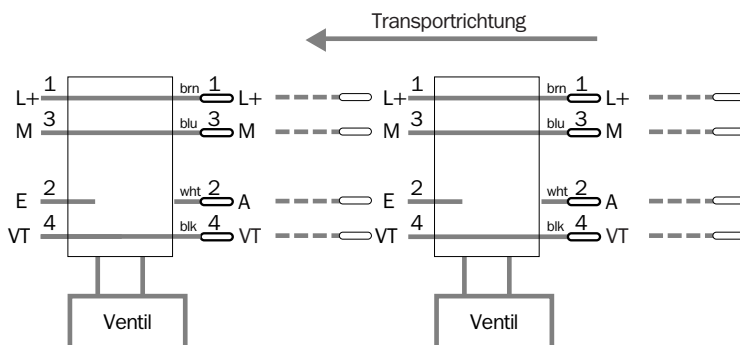 Transportrichtung
L+ 1 brn 1 L+ L+ 1 brn 1 L+
M 3 blu 3 M M 3 blu 3 M
E 2 wht 2 A E 2 wht 2 A
VT 4 blk 4 VT VT 4 blk 4 VT
Ventil Ventil